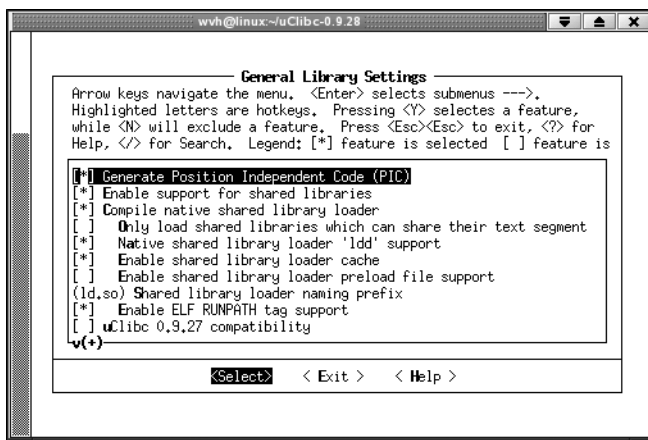 wvh@linux:~/uClibc-0.9.28
General Library Settings
Arrow keys navigate the menu. <Enter> selects submenus --->.
Highlighted letters are hotkeys. Pressing <Y> selectes a feature,
while <N> will exclude a feature. Press <Esc><Esc> to exit, <?> for
Help, </> for Search. Legend: [*] feature is selected [ ] feature is
[*] Generate Position Independent Code (PIC)
[*] Enable support for shared libraries
[*] Compile native shared library loader
[ ] Only load shared libraries which can share their text segment
[*] Native shared library loader 'ldd' support
[*] Enable shared library loader cache
[ ] Enable shared library loader preload file support
(ld.so) Shared library loader naming prefix
[*] Enable ELF RUNPATH tag support
[ ] uClibc 0.9.27 compatibility
v(+)
<Select> < Exit > < Help >